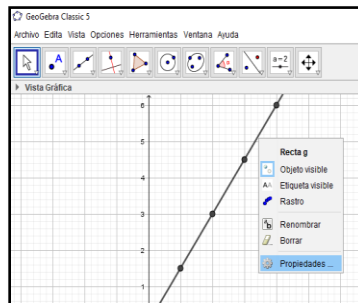 GeoGebra Classic 5
Archivo Edita Vista Opciones Herramientas Ventana Ayuda
A
a=2
Vista Gráfica
6
5
4
3
2
1
Recta g
Objeto visible
AA Etiqueta visible
Rastro
Renombrar
Borrar
Propiedades ...